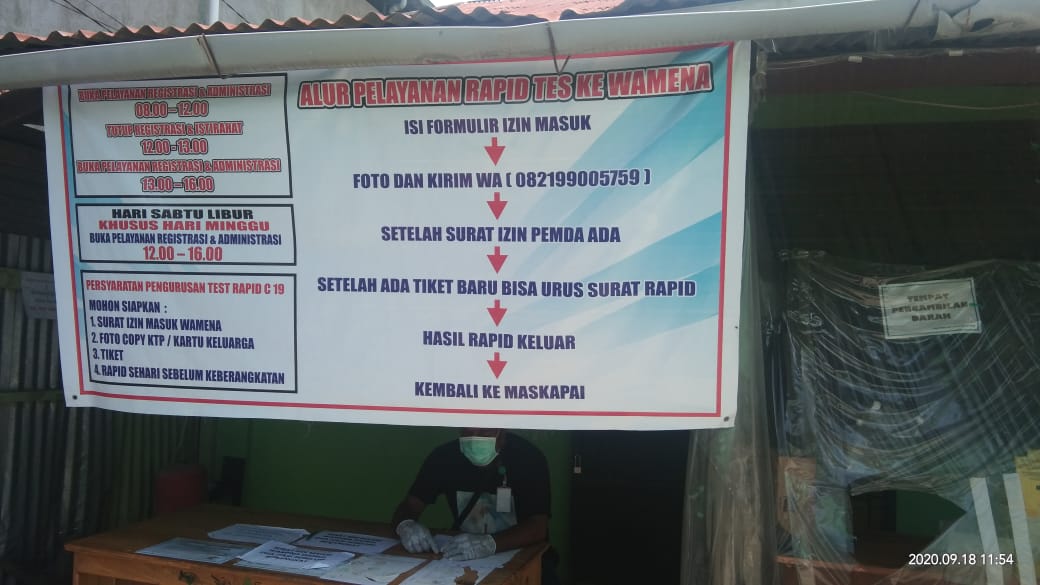 BUKA PELAYANAN REGISTRASI & ADMINISTRASI
08.00 – 12.00
TUTUP REGISTRASI & ISTIRAHAT
12.00 – 13.00
BUKA PELAYANAN REGISTRASI & ADMINISTRASI
13.00 – 16.00
HARI SABTU LIBUR
KHUSUS HARI MINGGU
BUKA PELAYANAN REGISTRASI & ADMINISTRASI
12.00 – 16.00
PERSYARATAN PENGURUSAN TEST RAPID C 19
MOHON SIAPKAN :
1. SURAT IZIN MASUK WAMENA
2. FOTO COPY KTP / KARTU KELUARGA
3. TIKET
4. RAPID SEHARI SEBELUM KEBERANGKATAN
ALUR PELAYANAN RAPID TES KE WAMENA
ISI FORMULIR IZIN MASUK
FOTO DAN KIRIM WA ( 082199005759 )
SETELAH SURAT IZIN PEMDA ADA
SETELAH ADA TIKET BARU BISA URUS SURAT RAPID
HASIL RAPID KELUAR
KEMBALI KE MASKAPAI
TEMPAT
PENGAMBILAN
DARAH
2020.09.18 11:54